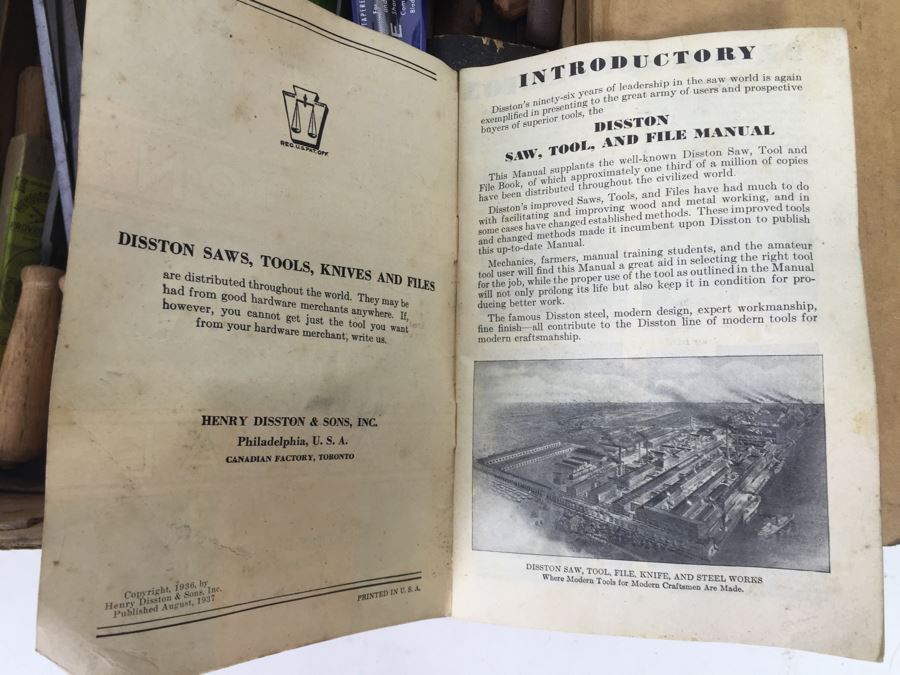 REG. U.S. PAT. OFF.
DISSTON SAWS, TOOLS, KNIVES AND FILES
are distributed throughout the world. They may be
had from good hardware merchants anywhere. If,
however, you cannot get just the tool you want
from your hardware merchant, write us.
HENRY DISSTON & SONS, INC.
Philadelphia, U. S. A.
CANADIAN FACTORY, TORONTO
Copyright, 1936, by
Henry Disston & Sons, Inc.
Published August, 1937
PRINTED IN U. S. A.
INTRODUCTORY
Disston's ninety-six years of leadership in the saw world is again
exemplified in presenting to the great army of users and prospective
buyers of superior tools, the
DISSTON
SAW, TOOL, AND FILE MANUAL
This Manual supplants the well-known Disston Saw, Tool and
File Book, of which approximately one third of a million of copies
have been distributed throughout the civilized world.
Disston's improved Saws, Tools, and Files have had much to do
with facilitating and improving wood and metal working, and in
some cases have changed established methods. These improved tools
and changed methods made it incumbent upon Disston to publish
this up-to-date Manual.
Mechanics, farmers, manual training students, and the amateur
tool user will find this Manual a great aid in selecting the right tool
for the job, while the proper use of the tool as outlined in the Manual
will not only prolong its life but also keep it in condition for pro-
ducing better work.
The famous Disston steel, modern design, expert workmanship,
fine finish—all contribute to the Disston line of modern tools for
modern craftsmanship.
DISSTON SAW, TOOL, FILE, KNIFE, AND STEEL WORKS
Where Modern Tools for Modern Craftsmen Are Made.